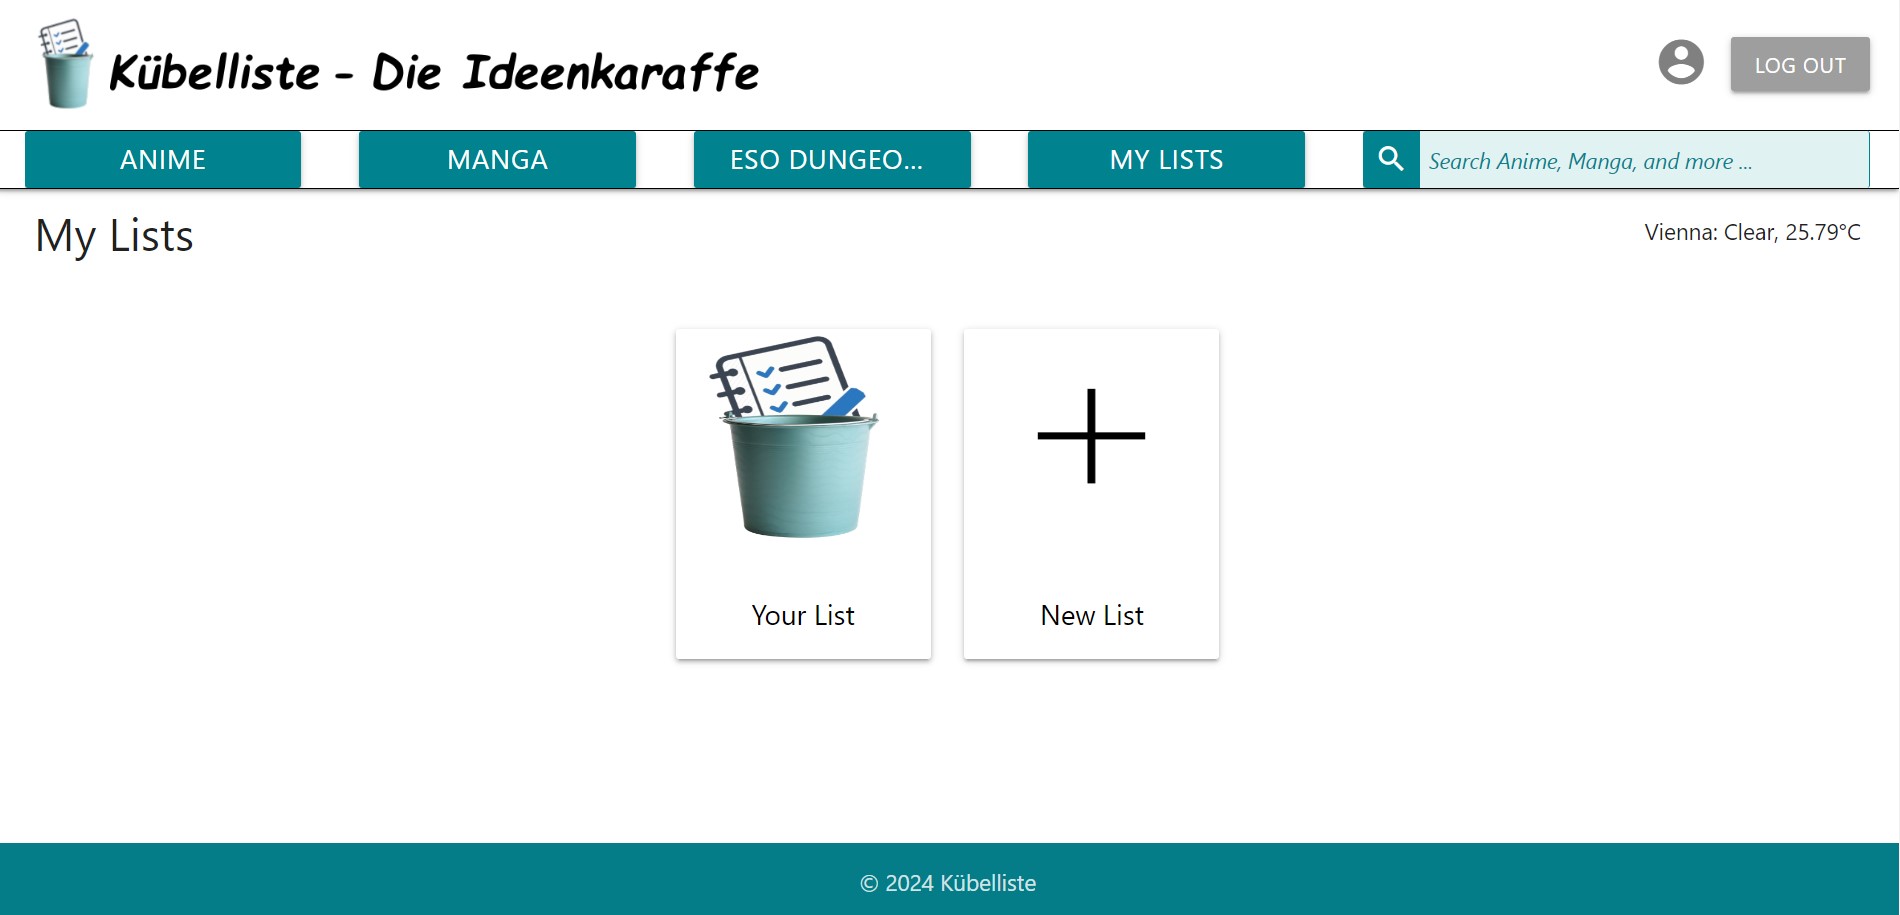 Kübelliste - Die Ideenkaraffe
LOG OUT
ANIME
MANGA
ESO DUNGEO...
MY LISTS
Search Anime, Manga, and more ...
My Lists
Vienna: Clear, 25.79°C
Your List
New List
© 2024 Kübelliste